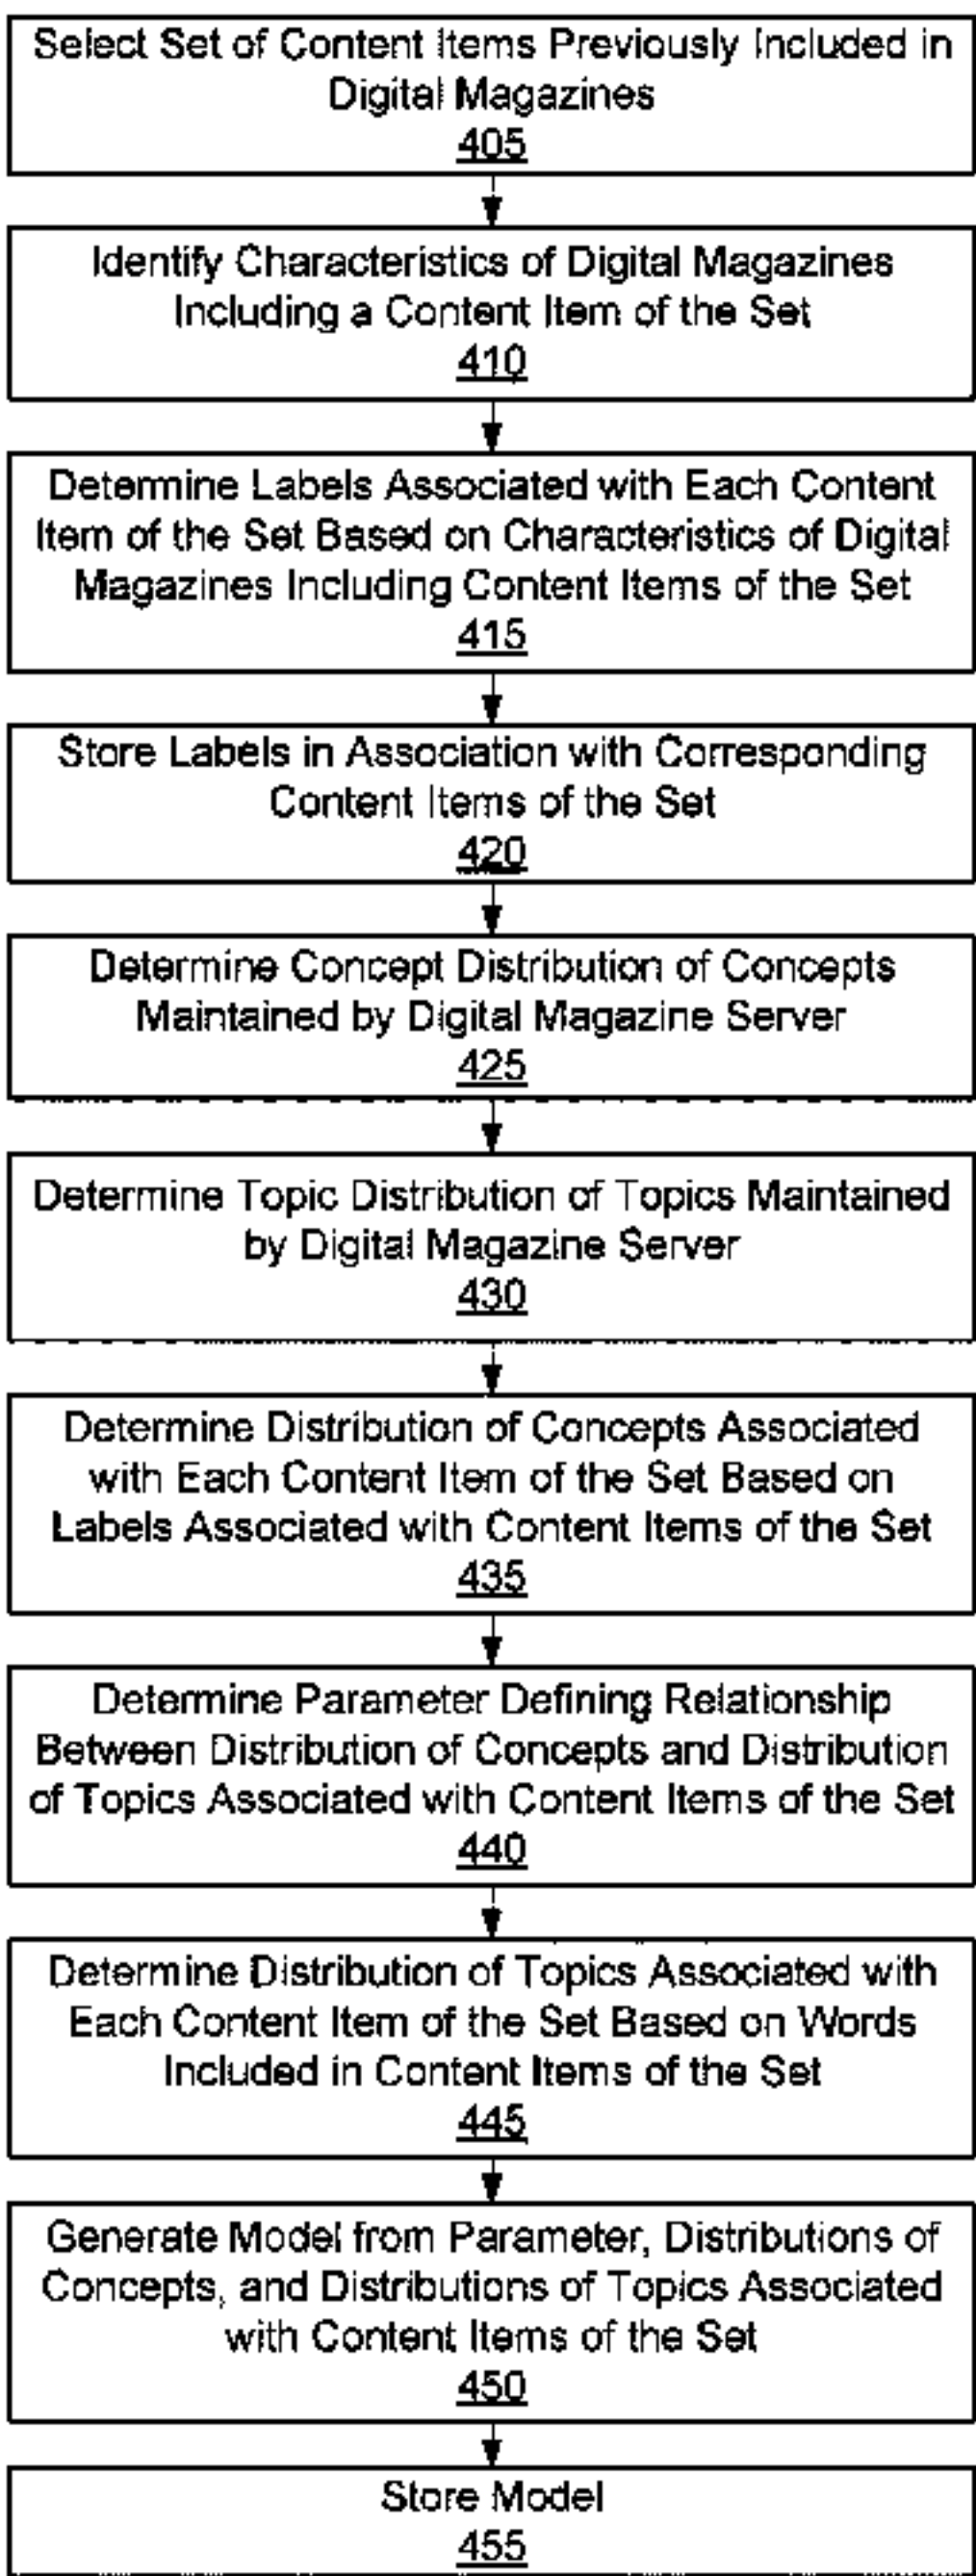 Select Set of Content Items Previously Included in
Digital Magazines
405
Identify Characteristics of Digital Magazines
Including a Content Item of the Set
410
Determine Labels Associated with Each Content
Item of the Set Based on Characteristics of Digital
Magazines Including Content Items of the Set
415
Store Labels in Association with Corresponding
Content Items of the Set
420
Determine Concept Distribution of Concepts
Maintained by Digital Magazine Server
425
Determine Topic Distribution of Topics Maintained
by Digital Magazine Server
430
Determine Distribution of Concepts Associated
with Each Content Item of the Set Based on
Labels Associated with Content Items of the Set
435
Determine Parameter Defining Relationship
Between Distribution of Concepts and Distribution
of Topics Associated with Content Items of the Set
440
Determine Distribution of Topics Associated with
Each Content Item of the Set Based on Words
Included in Content Items of the Set
445
Generate Model from Parameter, Distributions of
Concepts, and Distributions of Topics Associated
with Content Items of the Set
450
Store Model
455